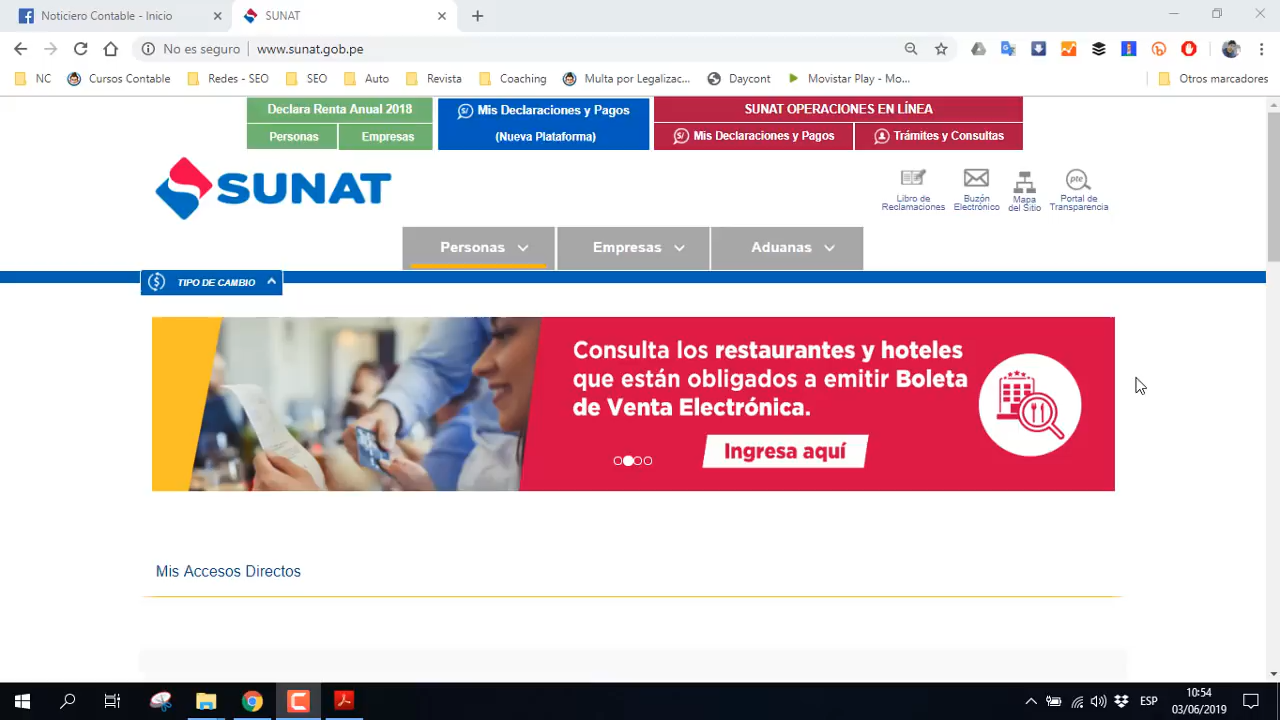 Noticiero Contable - Inicio
SUNAT
No es seguro
www.sunat.gob.pe
NC
Cursos Contable
Redes - SEO
SEO
Auto
Revista
Coaching
Multa por Legalizac...
Daycont
Movistar Play - Mo...
Otros marcadores
Declara Renta Anual 2018
Personas
Empresas
Mis Declaraciones y Pagos
(Nueva Plataforma)
SUNAT OPERACIONES EN LÍNEA
Mis Declaraciones y Pagos
Trámites y Consultas
SUNAT
Libro de
Reclamaciones
Buzón
Electrónico
Mapa
del Sitio
pte
Portal de
Transparencia
Personas
Empresas
Aduanas
TIPO DE CAMBIO
Consulta los restaurantes y hoteles
que están obligados a emitir Boleta
de Venta Electrónica.
Ingresa aquí
Mis Accesos Directos
ESP
10:54
03/06/2019